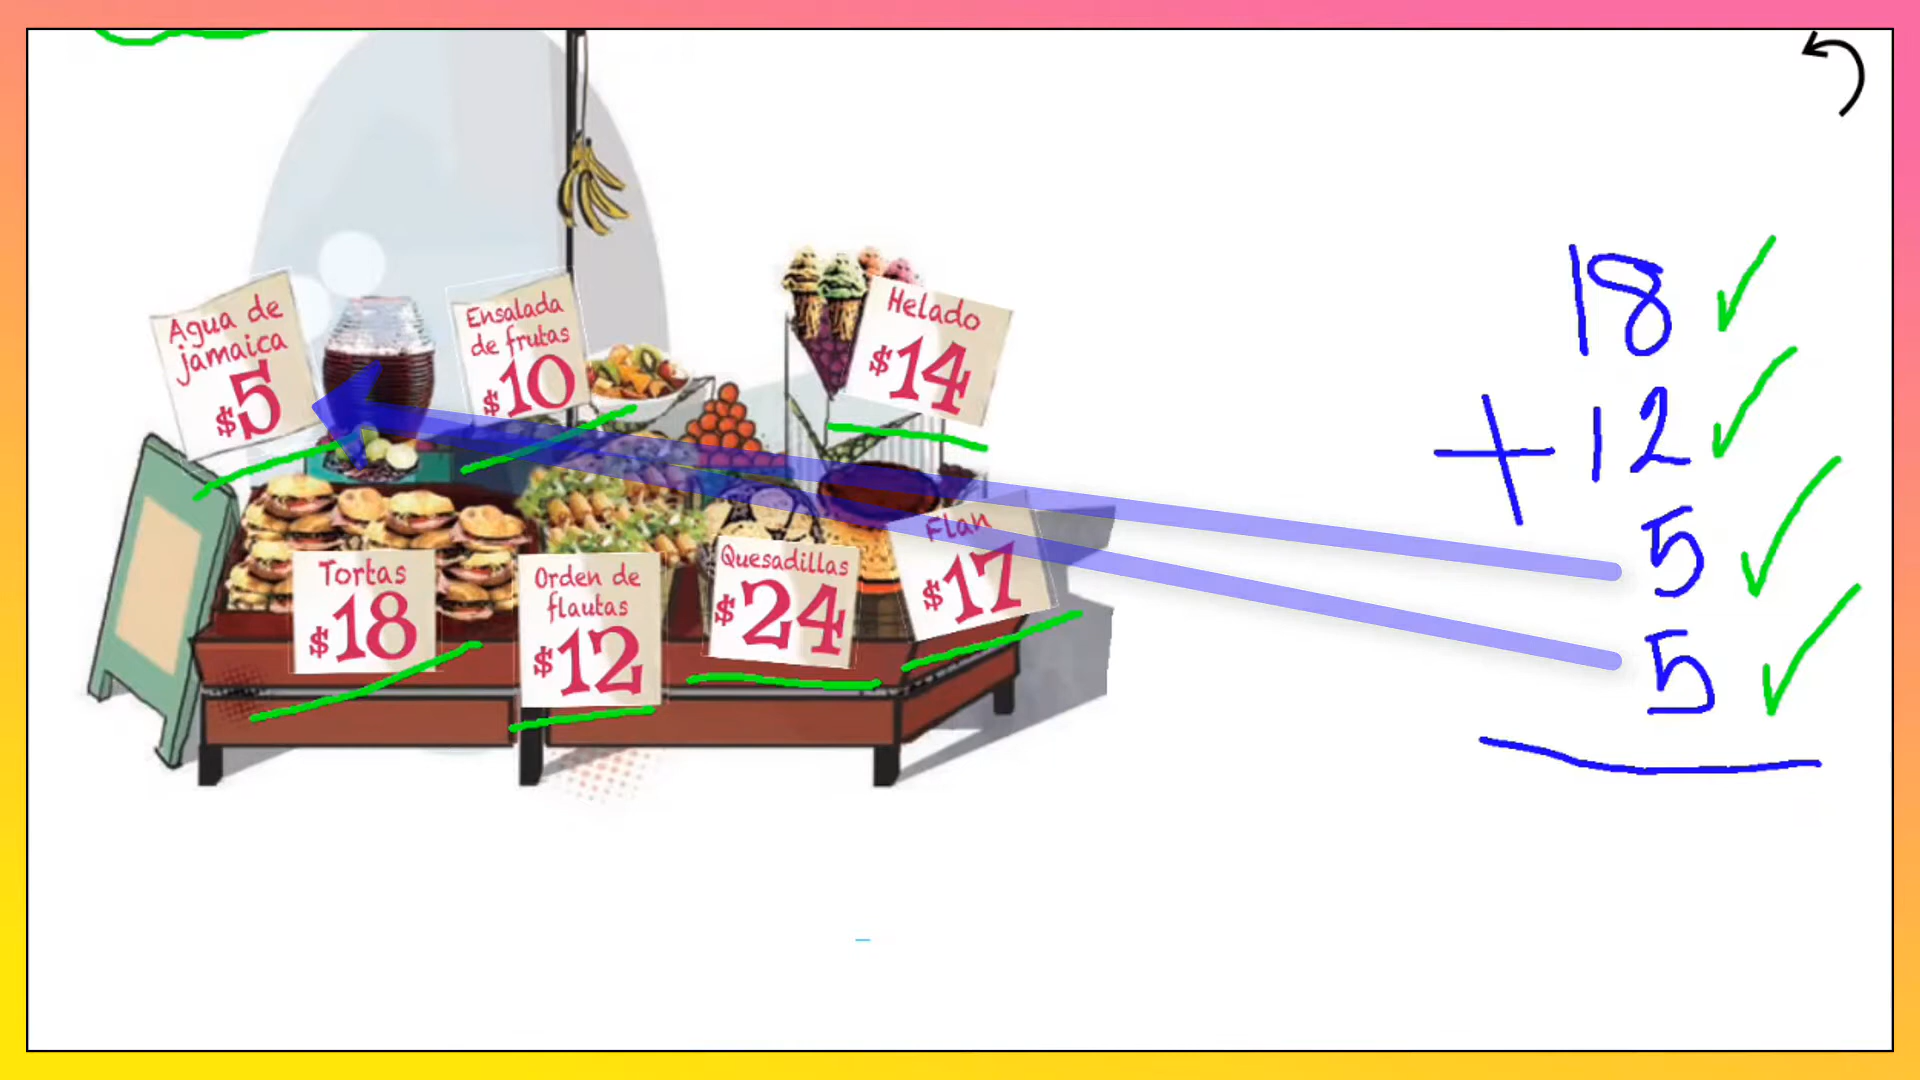 Agua de
jamaica
$5
Ensalada
de frutas
$10
Helado
$14
Tortas
$18
Orden de
flautas
$12
Quesadillas
$24
Flan
$17
18
+ 12
5
5